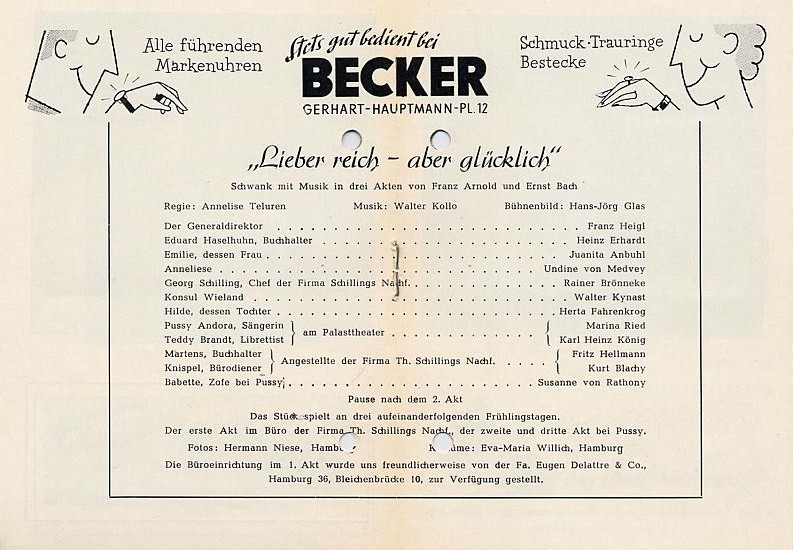 Alle führenden
Markenuhren
Stets gut bedient bei
BECKER
GERHART-HAUPTMANN-PL.12
Schmuck·Trauringe
Bestecke
„Lieber reich – aber glücklich“
Schwank mit Musik in drei Akten von Franz Arnold und Ernst Bach
Regie: Annelise Teluren Musik: Walter Kollo Bühnenbild: Hans-Jörg Glas
Der Generaldirektor . . . . . . . . . . Franz Heigl
Eduard Haselhuhn, Buchhalter . . . . . . . . . . Heinz Erhardt
Emilie, dessen Frau . . . . . . . . . . Juanita Anbuhl
Anneliese . . . . . . . . . . Undine von Medvey
Georg Schilling, Chef der Firma Schillings Nachf. . . . . . . . . . . Rainer Brönneke
Konsul Wieland . . . . . . . . . . Walter Kynast
Hilde, dessen Tochter . . . . . . . . . . Herta Fahrenkrog
Pussy Andora, Sängerin Marina Ried
am Palasttheater . . . . . . . . . .
Teddy Brandt, Librettist Karl Heinz König
Martens, Buchhalter Fritz Hellmann
Angestellte der Firma Th. Schillings Nachf. . . . . .
Knispel, Bürodiener Kurt Blachy
Babette, Zofe bei Pussy . . . . . . . . . . Susanne von Rathony
Pause nach dem 2. Akt
Das Stück spielt an drei aufeinanderfolgenden Frühlingstagen.
Der erste Akt im Büro der Firma Th. Schillings Nachf., der zweite und dritte Akt bei Pussy.
Fotos: Hermann Niese, Eva-Maria Willich, Hamburg
Die Büroeinrichtung im 1. Akt wurde uns freundlicherweise von der Fa. Eugen Delattre & Co.,
Hamburg 36, Bleichenbrücke 10, zur Verfügung gestellt.